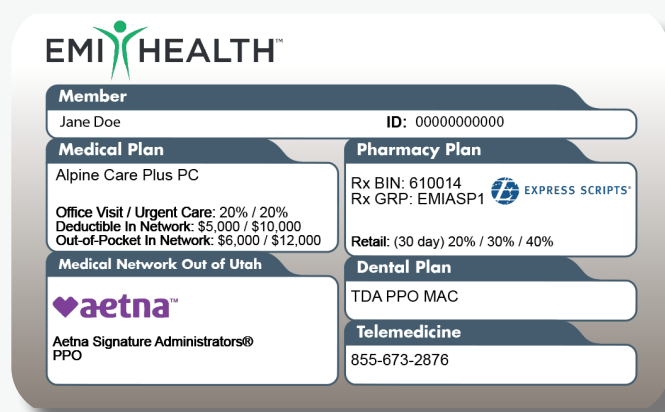 EMI HEALTH™
Member
Jane Doe ID: 00000000000
Medical Plan
Alpine Care Plus PC
Office Visit / Urgent Care: 20% / 20%
Deductible In Network: $5,000 / $10,000
Out-of-Pocket In Network: $6,000 / $12,000
Pharmacy Plan
Rx BIN: 610014
Rx GRP: EMIASP1
EXPRESS SCRIPTS®
Retail: (30 day) 20% / 30% / 40%
Medical Network Out of Utah
aetna™
Aetna Signature Administrators®
PPO
Dental Plan
TDA PPO MAC
Telemedicine
855-673-2876